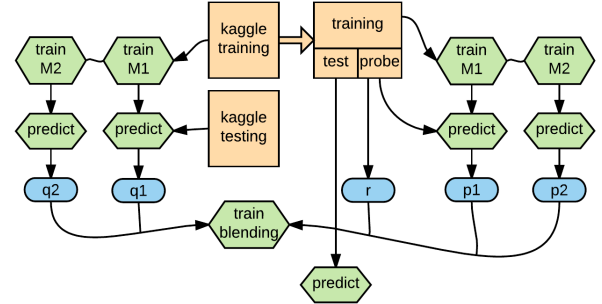 train
M2
train
M1
kaggle
training
training
test
probe
train
M1
train
M2
predict
predict
kaggle
testing
predict
predict
q2
q1
r
p1
p2
train
blending
predict